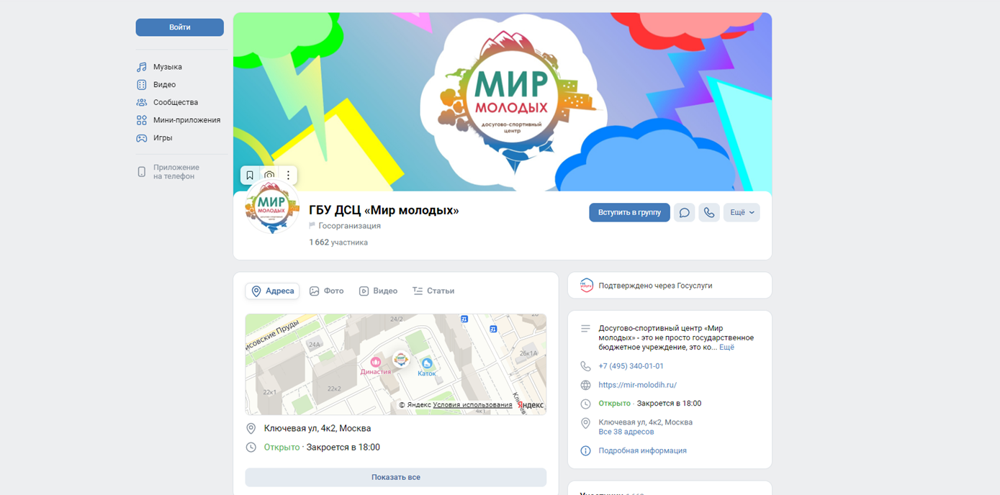 Войти
Музыка
Видео
Сообщества
Мини-приложения
Игры
Приложение
на телефон
МИР
МОЛОДЫХ
досугово-спортивный
центр
МИР
МОЛОДЫХ
ГБУ ДСЦ «Мир молодых»
Госорганизация
1 662 участника
Вступить в группу
Ещё
Адреса
Фото
Видео
Статьи
исовские Пруды
24/2
24А
26к1А
Династия
Каток
22к1
22к2
4к1
© Яндекс Условия использования
Яндекс
Ключевая ул, 4к2, Москва
Открыто · Закроется в 18:00
Показать все
Подтверждено через Госуслуги
Досугово-спортивный центр «Мир
молодых» - это не просто государственное
бюджетное учреждение, это ко... Ещё
+7 (495) 340-01-01
https://mir-molodih.ru/
Открыто · Закроется в 18:00
Ключевая ул, 4к2, Москва
Все 38 адресов
Подробная информация